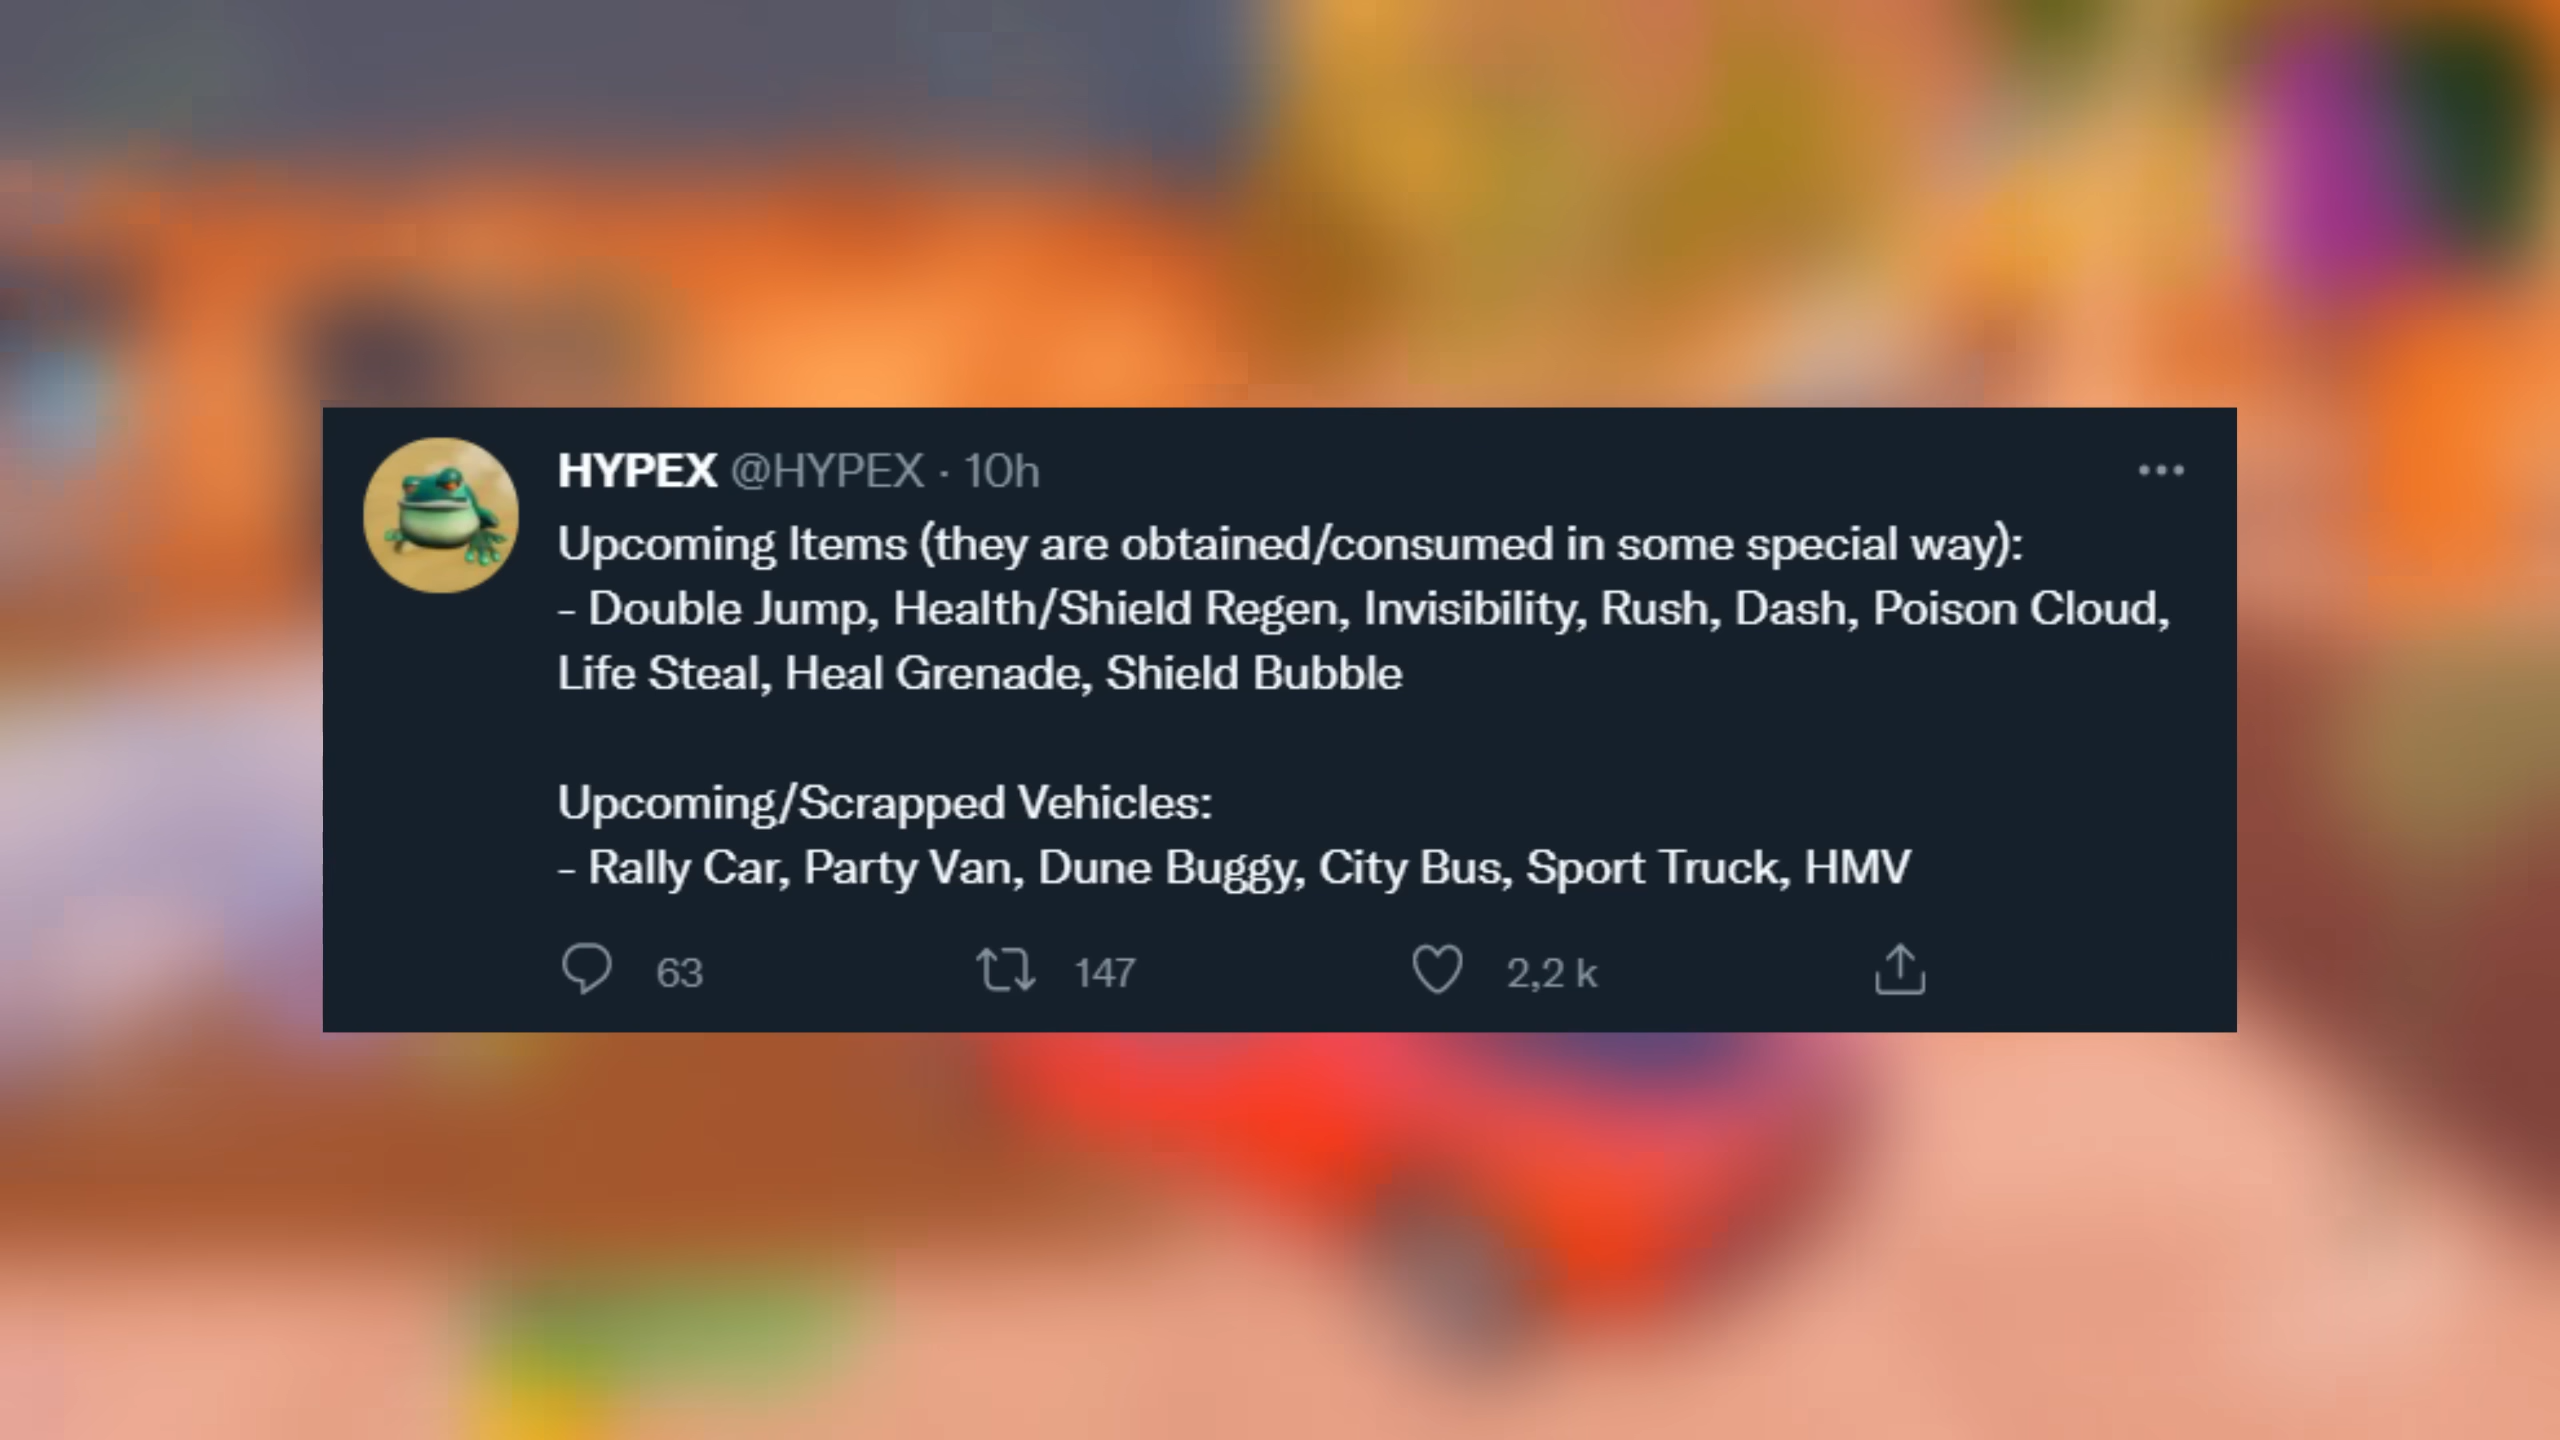 HYPEX @HYPEX · 10h
Upcoming Items (they are obtained/consumed in some special way):
- Double Jump, Health/Shield Regen, Invisibility, Rush, Dash, Poison Cloud,
Life Steal, Heal Grenade, Shield Bubble
Upcoming/Scrapped Vehicles:
- Rally Car, Party Van, Dune Buggy, City Bus, Sport Truck, HMV
63 147 2,2 k